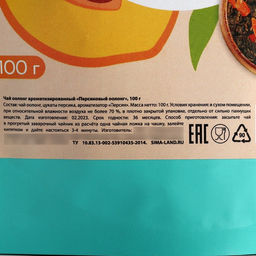 100 г
Чай оолонг ароматизированный «Персиковый полонг», 100 г
Состав: чай оолонг, цукаты персика, ароматизатор «Персик». Масса нетто: 100 г. Условия хранения: в сухом помещении,
при относительной влажности воздуха не более 70 %, в плотно закрытой упаковке, отдельно от сильно пахнущих
веществ. Дата изготовления: 02.2023. Срок годности: 36 месяцев. Способ приготовления: засыпьте чай
в прогретый заварочный чайник из расчёта одна чайная ложка на чашку, залейте
кипятком и дайте настояться 3-4 минуты. Изготовитель:
ТУ 10.83.13-002-53910435-2014. SIMA-LAND.RU
EAC
90